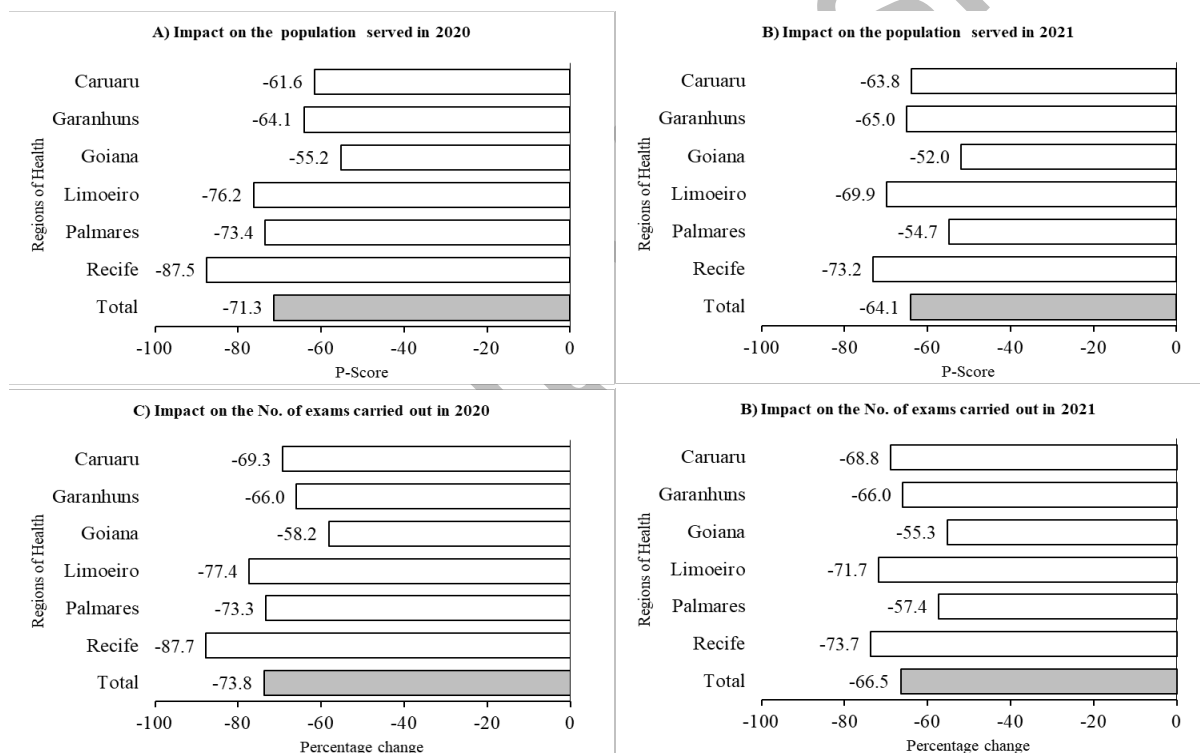 A) Impact on the population served in 2020
Regions of Health
Caruaru -61.6
Garanhuns -64.1
Goiana -55.2
Limoeiro -76.2
Palmares -73.4
Recife -87.5
Total -71.3
-100 -80 -60 -40 -20 0
P-Score
B) Impact on the population served in 2021
Regions of Health
Caruaru -63.8
Garanhuns -65.0
Goiana -52.0
Limoeiro -69.9
Palmares -54.7
Recife -73.2
Total -64.1
-100 -80 -60 -40 -20 0
P-Score
C) Impact on the No. of exams carried out in 2020
Regions of Health
Caruaru -69.3
Garanhuns -66.0
Goiana -58.2
Limoeiro -77.4
Palmares -73.3
Recife -87.7
Total -73.8
-100 -80 -60 -40 -20 0
Percentage change
B) Impact on the No. of exams carried out in 2021
Regions of Health
Caruaru -68.8
Garanhuns -66.0
Goiana -55.3
Limoeiro -71.7
Palmares -57.4
Recife -73.7
Total -66.5
-100 -80 -60 -40 -20 0
Percentage change